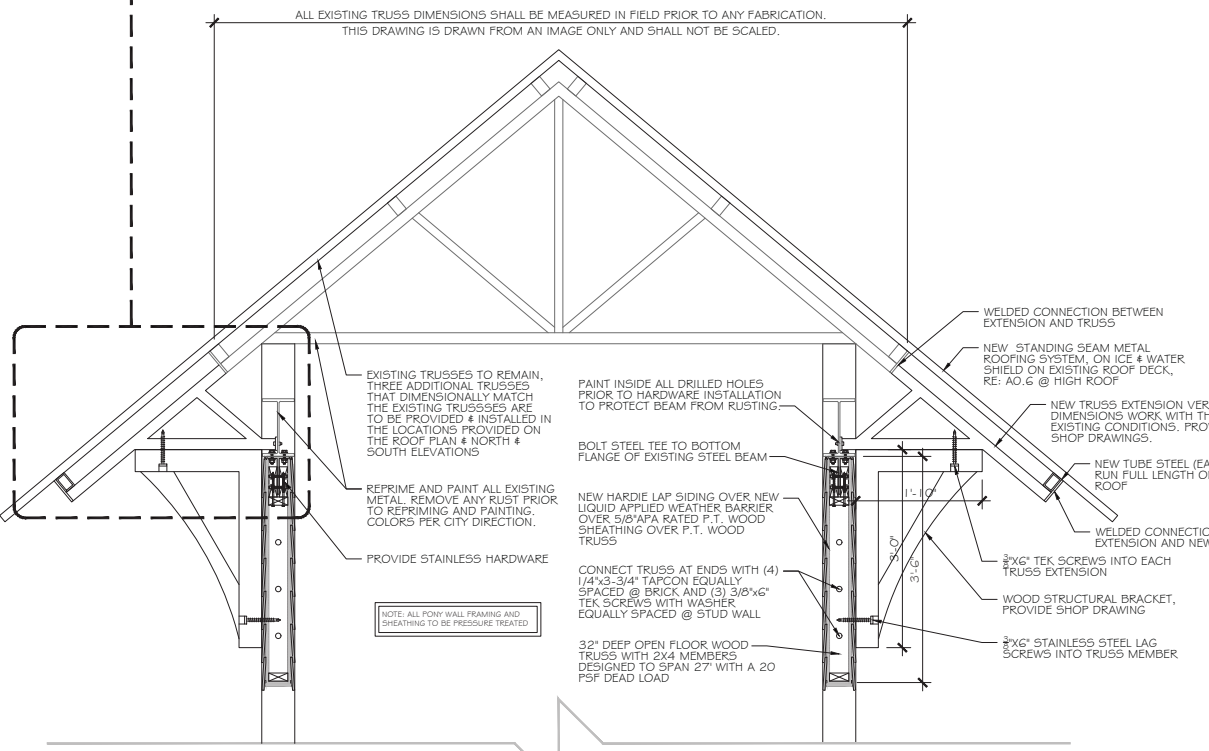 ALL EXISTING TRUSS DIMENSIONS SHALL BE MEASURED IN FIELD PRIOR TO ANY FABRICATION.
THIS DRAWING IS DRAWN FROM AN IMAGE ONLY AND SHALL NOT BE SCALED.
EXISTING TRUSSES TO REMAIN,
THREE ADDITIONAL TRUSSES
THAT DIMENSIONALLY MATCH
THE EXISTING TRUSSSES ARE
TO BE PROVIDED & INSTALLED IN
THE LOCATIONS PROVIDED ON
THE ROOF PLAN & NORTH &
SOUTH ELEVATIONS
REPRIME AND PAINT ALL EXISTING
METAL. REMOVE ANY RUST PRIOR
TO REPRIMING AND PAINTING.
COLORS PER CITY DIRECTION.
PROVIDE STAINLESS HARDWARE
NOTE: ALL PONY WALL FRAMING AND
SHEATHING TO BE PRESSURE TREATED
PAINT INSIDE ALL DRILLED HOLES
PRIOR TO HARDWARE INSTALLATION
TO PROTECT BEAM FROM RUSTING.
BOLT STEEL TEE TO BOTTOM
FLANGE OF EXISTING STEEL BEAM
NEW HARDIE LAP SIDING OVER NEW
LIQUID APPLIED WEATHER BARRIER
OVER 5/8"APA RATED P.T. WOOD
SHEATHING OVER P.T. WOOD
TRUSS
CONNECT TRUSS AT ENDS WITH (4)
1/4"x3-3/4" TAPCON EQUALLY
SPACED @ BRICK AND (3) 3/8"x6"
TEK SCREWS WITH WASHER
EQUALLY SPACED @ STUD WALL
32" DEEP OPEN FLOOR WOOD
TRUSS WITH 2X4 MEMBERS
DESIGNED TO SPAN 27' WITH A 20
PSF DEAD LOAD
1'-10"
3'-0"
3'-6"
WELDED CONNECTION BETWEEN
EXTENSION AND TRUSS
NEW STANDING SEAM METAL
ROOFING SYSTEM, ON ICE & WATER
SHIELD ON EXISTING ROOF DECK,
RE: A0.6 @ HIGH ROOF
NEW TRUSS EXTENSION VER
DIMENSIONS WORK WITH TH
EXISTING CONDITIONS. PRO
SHOP DRAWINGS.
NEW TUBE STEEL (EA
RUN FULL LENGTH O
ROOF
WELDED CONNECTIO
EXTENSION AND NEW
3/8"X6" TEK SCREWS INTO EACH
TRUSS EXTENSION
WOOD STRUCTURAL BRACKET,
PROVIDE SHOP DRAWING
3/8"X6" STAINLESS STEEL LAG
SCREWS INTO TRUSS MEMBER